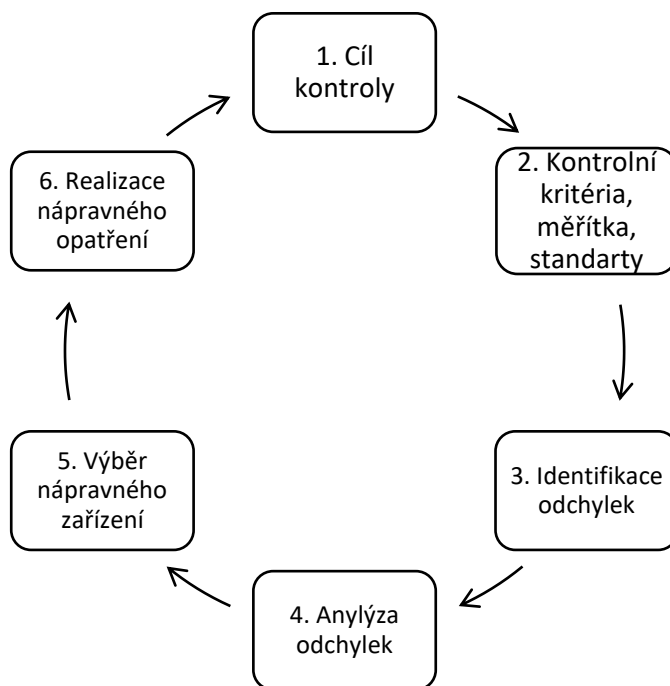 1. Cíl
kontroly
2. Kontrolní
kritéria,
měřítka,
standarty
3. Identifikace
odchylek
4. Anylýza
odchylek
5. Výběr
nápravného
zařízení
6. Realizace
nápravného
opatření